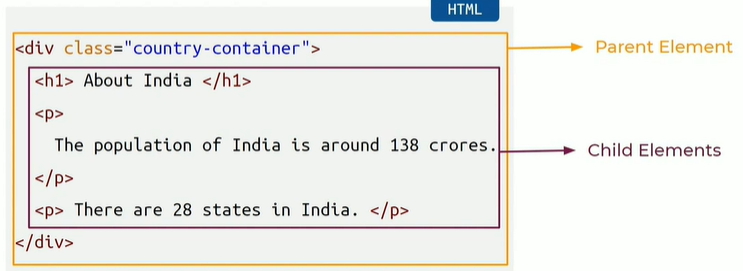 HTML
<div class="country-container">
Parent Element
<h1> About India </h1>
<p>
The population of India is around 138 crores.
Child Elements
</p>
<p> There are 28 states in India. </p>
</div>